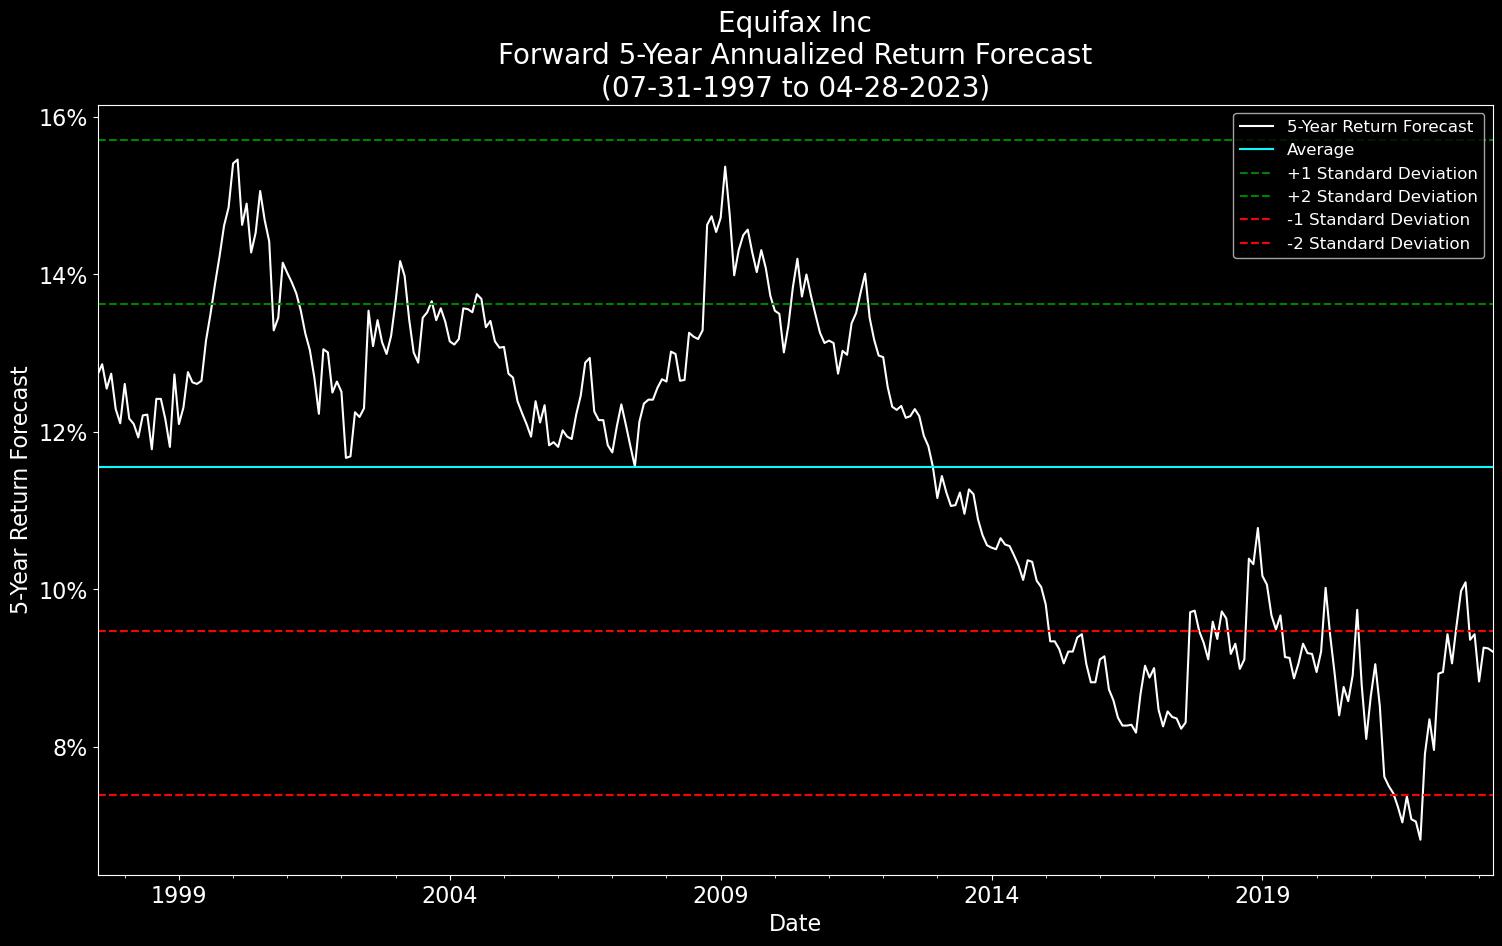 Equifax Inc
Forward 5-Year Annualized Return Forecast
(07-31-1997 to 04-28-2023)
5-Year Return Forecast
16%
14%
12%
10%
8%
5-Year Return Forecast
Average
+1 Standard Deviation
+2 Standard Deviation
-1 Standard Deviation
-2 Standard Deviation
1999 2004 2009 2014 2019
Date